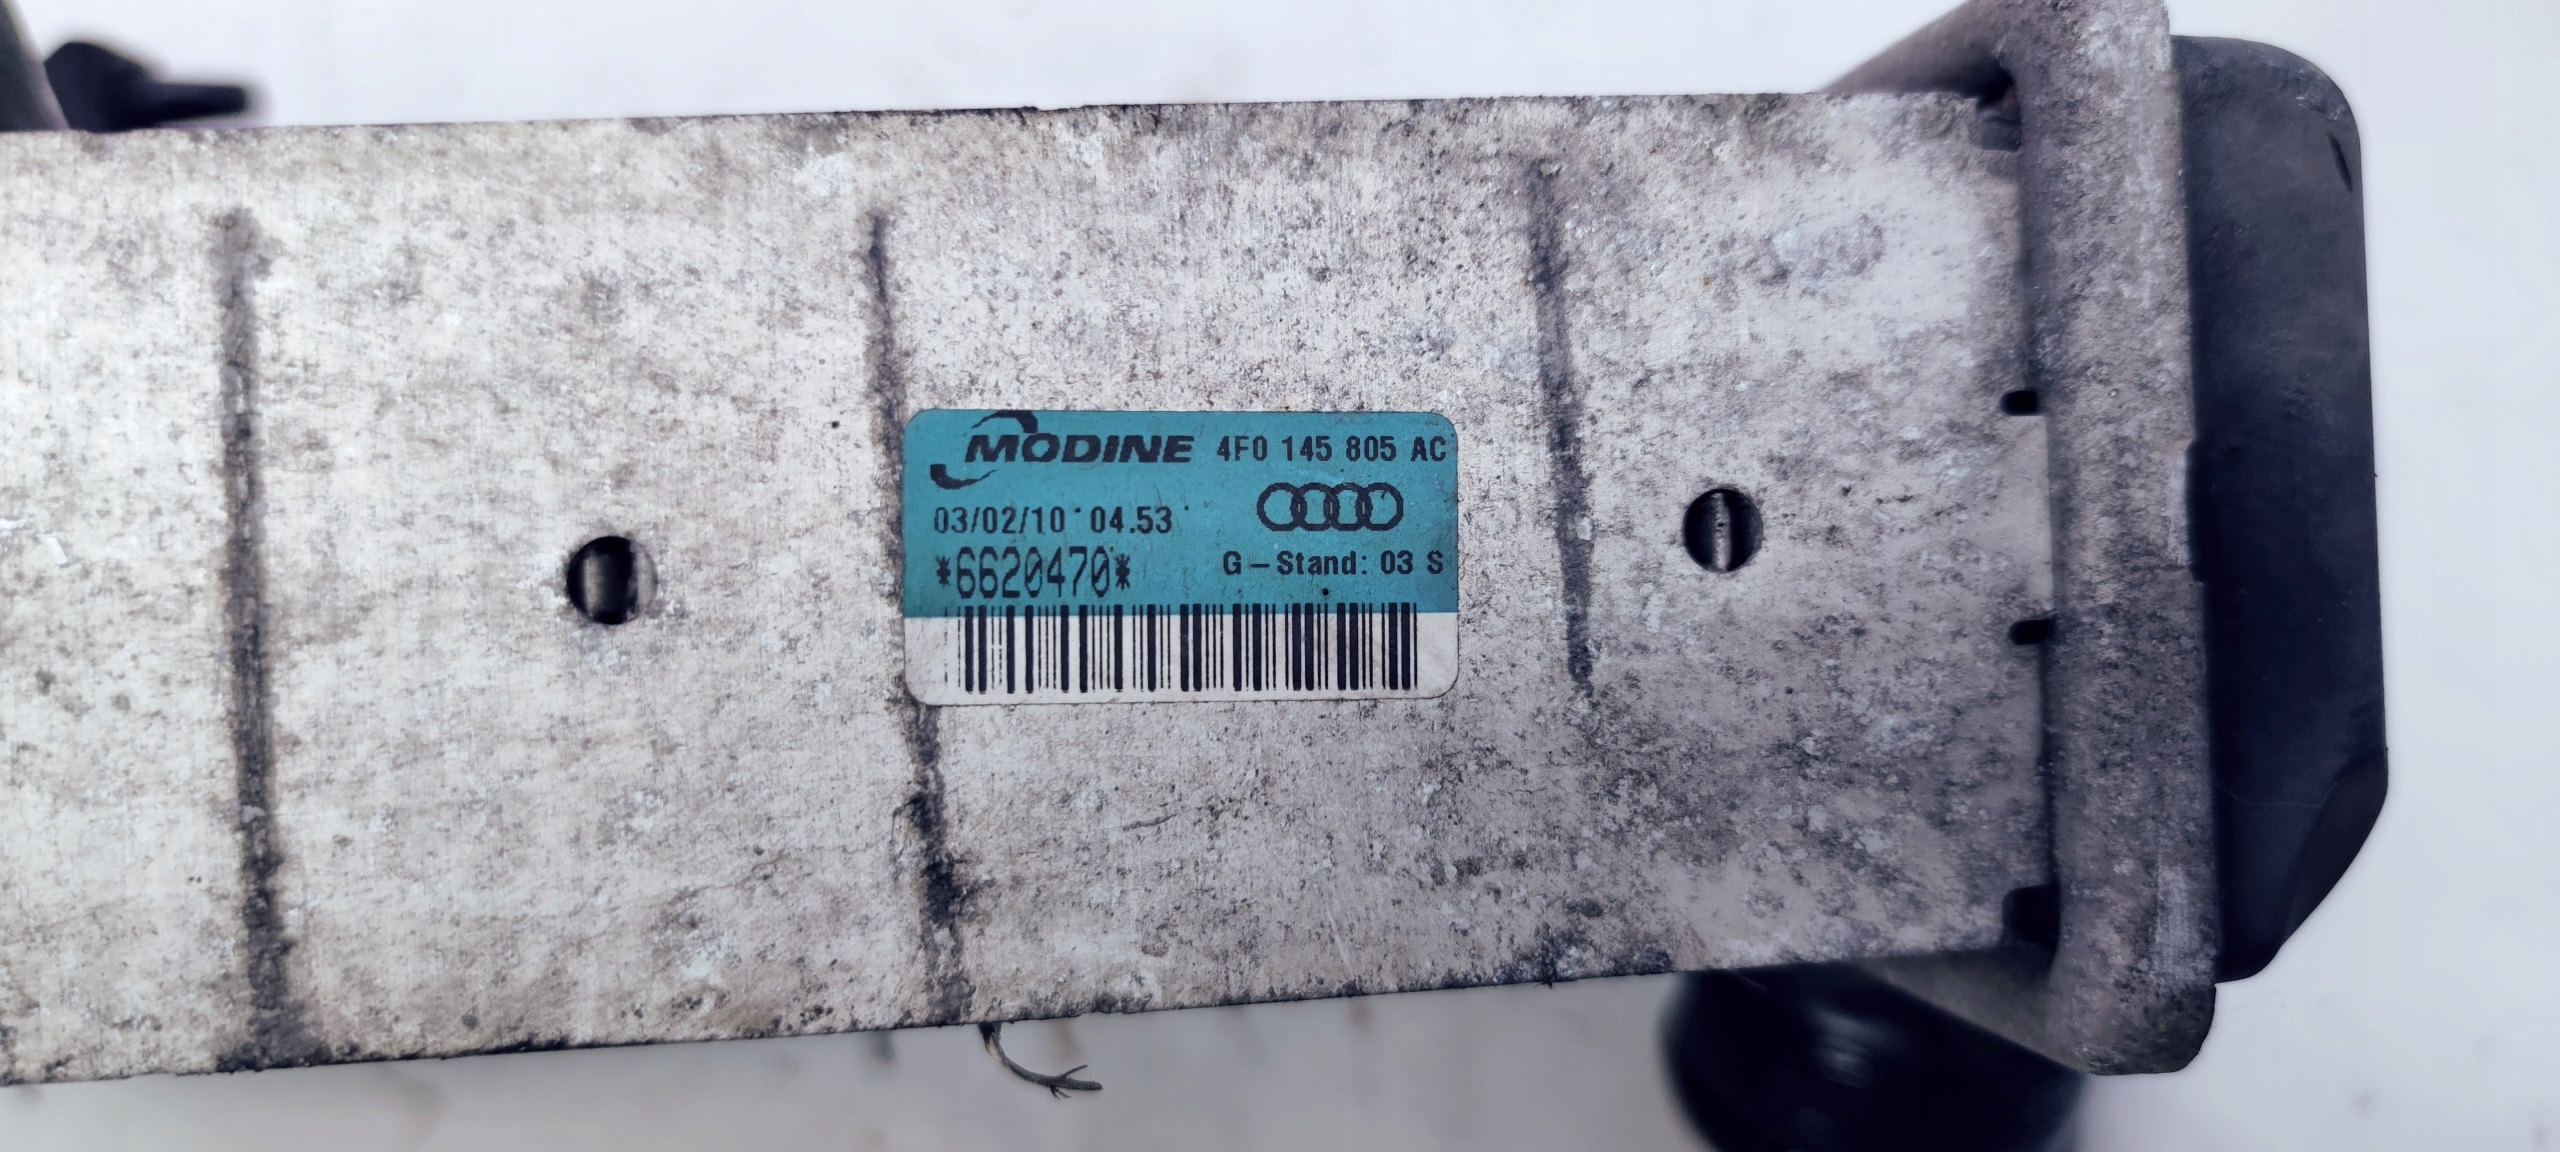 MODINE 4F0 145 805 AC
03/02/10 04.53
*6620470*
G-Stand: 03 S